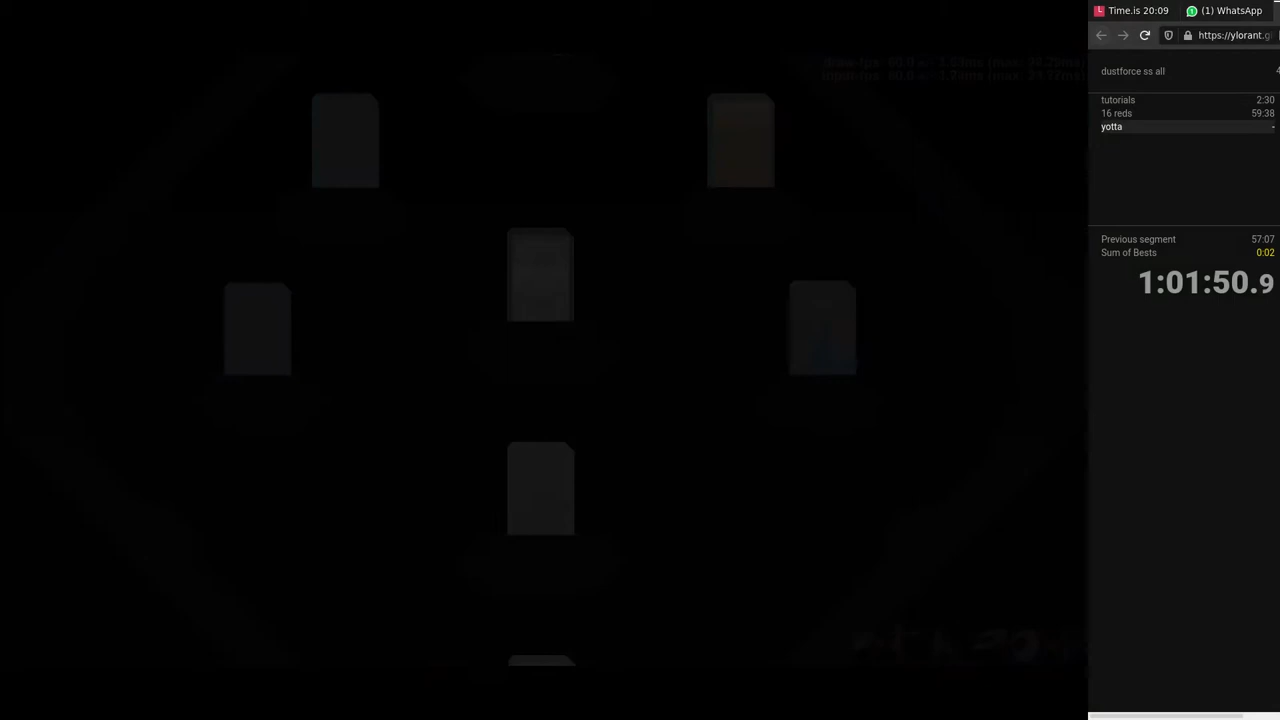 Time.is 20:09
(1) WhatsApp
https://ylorant.gi
dustforce ss all
tutorials 2:30
16 reds 59:38
yotta -
Previous segment 57:07
Sum of Bests 0:02
1:01:50.9